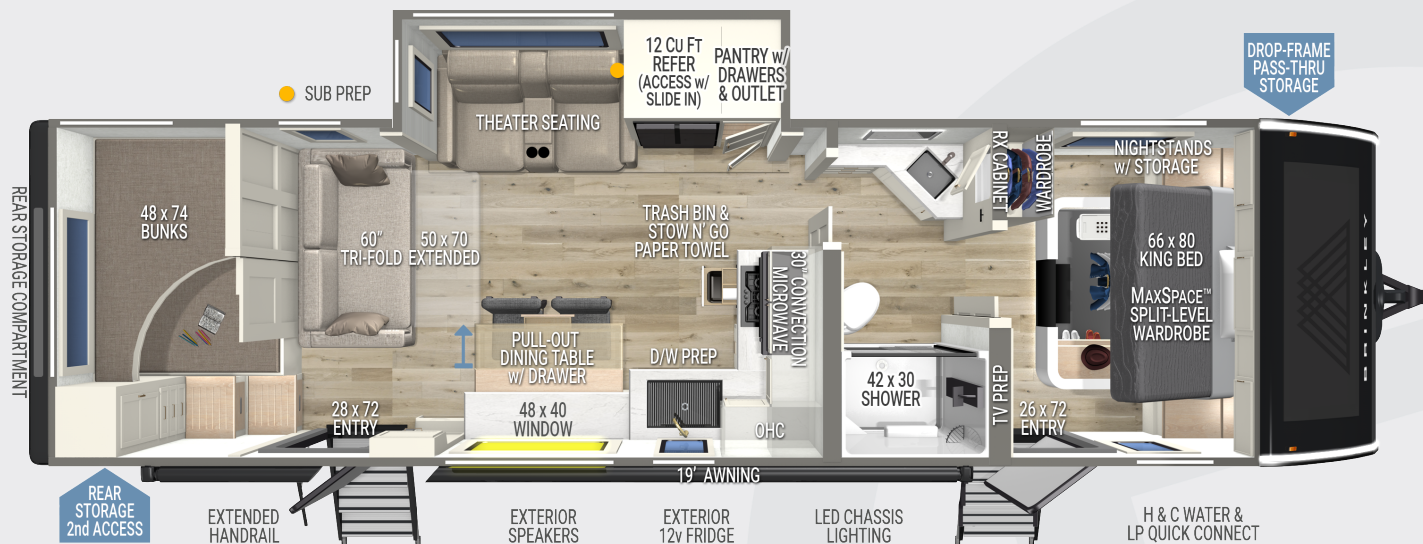 DROP-FRAME
PASS-THRU
STORAGE
SUB PREP
12 CU FT
REFER
(ACCESS w/
SLIDE IN)
PANTRY w/
DRAWERS
& OUTLET
THEATER SEATING
REAR STORAGE COMPARTMENT
48 x 74
BUNKS
60”
TRI-FOLD
50 x 70
EXTENDED
TRASH BIN &
STOW N’ GO
PAPER TOWEL
30” CONVECTION
MICROWAVE
RX CABINET
WARDROBE
NIGHTSTANDS
w/ STORAGE
66 x 80
KING BED
MAXSPACE™
SPLIT-LEVEL
WARDROBE
BRINKLEY
PULL-OUT
DINING TABLE
w/ DRAWER
D/W PREP
42 x 30
SHOWER
TV PREP
28 x 72
ENTRY
48 x 40
WINDOW
OHC
26 x 72
ENTRY
19’ AWNING
REAR
STORAGE
2nd ACCESS
EXTENDED
HANDRAIL
EXTERIOR
SPEAKERS
EXTERIOR
12v FRIDGE
LED CHASSIS
LIGHTING
H & C WATER &
LP QUICK CONNECT